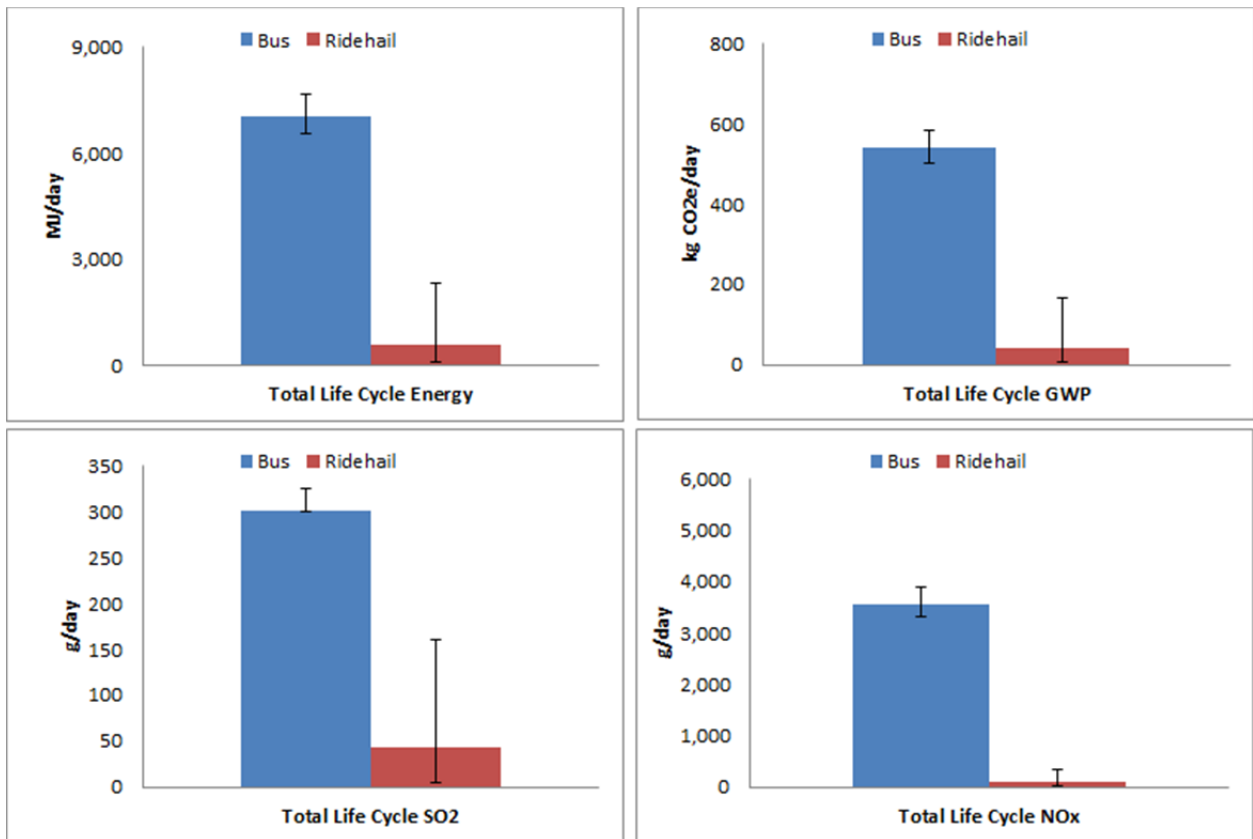 Bus Ridehail
9,000
6,000
3,000
0
MJ/day
Total Life Cycle Energy
Bus Ridehail
800
600
400
200
0
kg CO2e/day
Total Life Cycle GWP
Bus Ridehail
350
300
250
200
150
100
50
0
g/day
Total Life Cycle SO2
Bus Ridehail
6,000
5,000
4,000
3,000
2,000
1,000
0
g/day
Total Life Cycle NOx